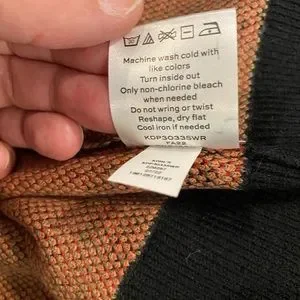 Machine wash cold with
like colors
Turn inside out
Only non-chlorine bleach
when needed
Do not wring or twist
Reshape, dry flat
Cool iron if needed
KDP30335WR
FA22